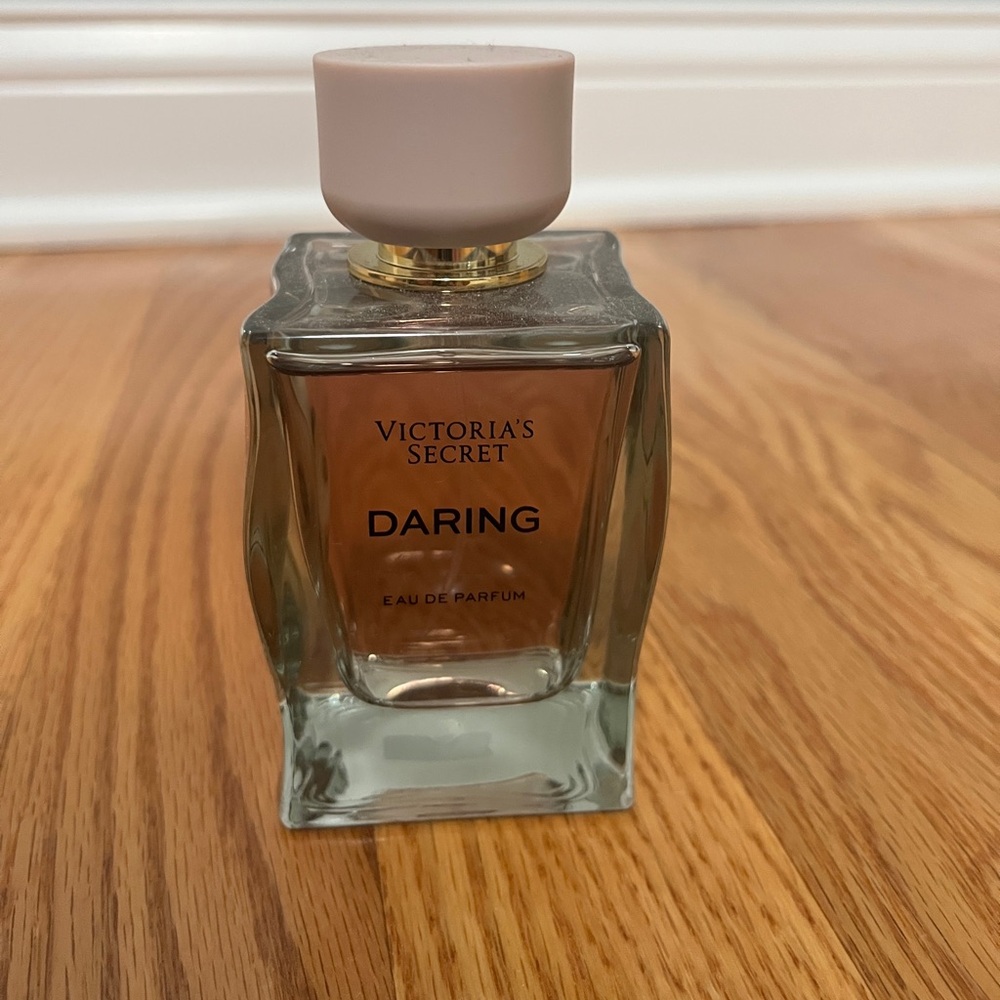 VICTORIA'S
SECRET
DARING
EAU DE PARFUM